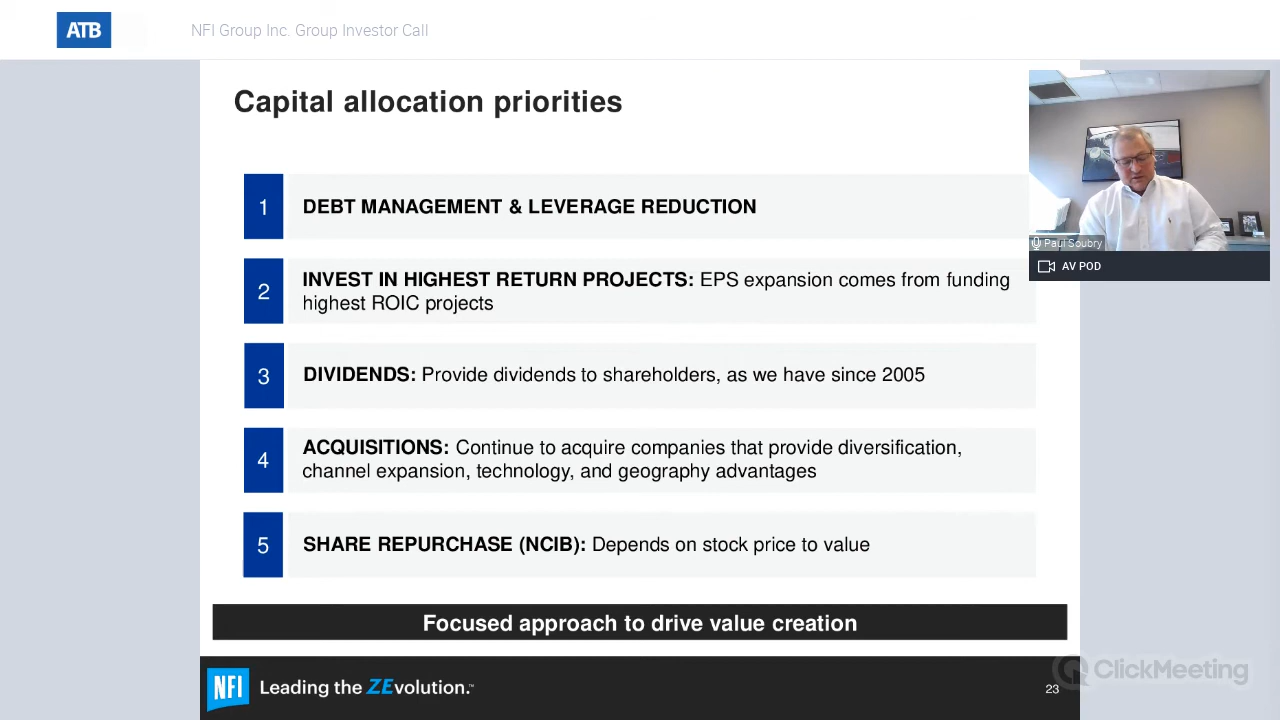 ATB
NFI Group Inc. Group Investor Call
Capital allocation priorities
1
DEBT MANAGEMENT & LEVERAGE REDUCTION
2
INVEST IN HIGHEST RETURN PROJECTS: EPS expansion comes from funding
highest ROIC projects
3
DIVIDENDS: Provide dividends to shareholders, as we have since 2005
4
ACQUISITIONS: Continue to acquire companies that provide diversification,
channel expansion, technology, and geography advantages
5
SHARE REPURCHASE (NCIB): Depends on stock price to value
Focused approach to drive value creation
NFI
Leading the ZEvolution.™
23
Paul Soubry
AV POD
ClickMeeting